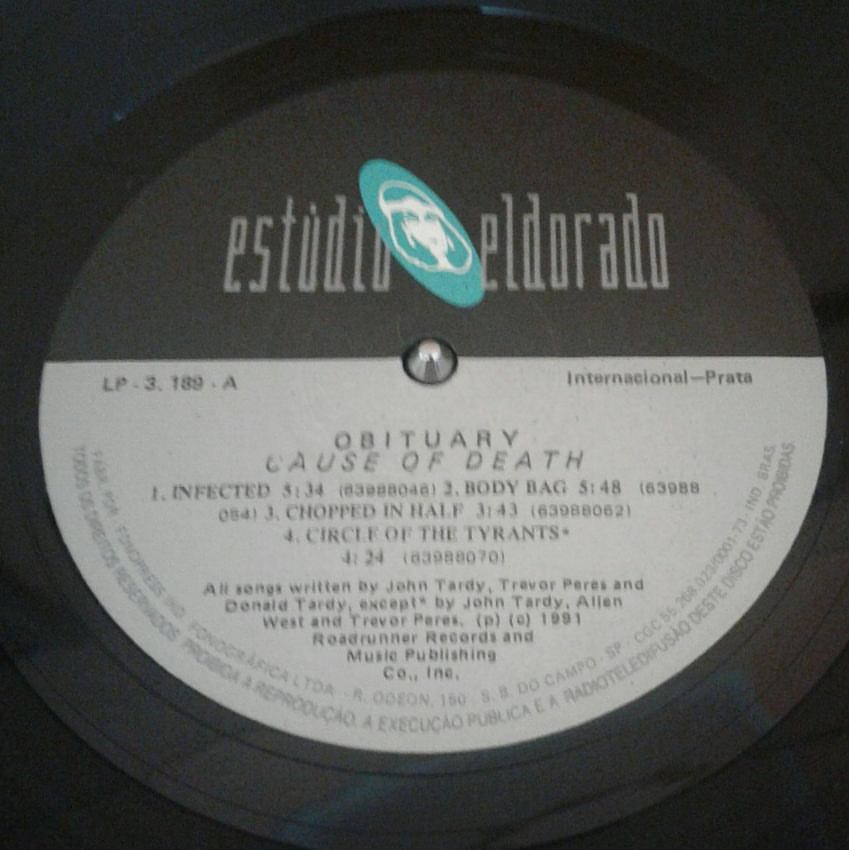 estúdio eldorado
LP - 3. 189 - A
Internacional—Prata
OBITUARY
CAUSE OF DEATH
1. INFECTED 5:34 (63988046) 2. BODY BAG 5:48 (63988
054) 3. CHOPPED IN HALF 3:43 (63988062)
4. CIRCLE OF THE TYRANTS*
4: 24 (63988070)
All songs written by John Tardy, Trevor Peres and
Donald Tardy, except* by John Tardy, Allen
West and Trevor Peres. (p) (c) 1991
Roadrunner Records and
Music Publishing
Co., Inc.
FABR. POR FONOPRESS IND. FONOGRÁFICA LTDA - R. ODEON, 150 - S. B. DO CAMPO - SP - CGC 55.268.023/0001-73 - IND. BRAS.
TODOS OS DIREITOS RESERVADOS. PROIBIDA A REPRODUÇÃO, A EXECUÇÃO PÚBLICA E A RADIOTELEDIFUSÃO DESTE DISCO ESTÃO PROIBIDAS